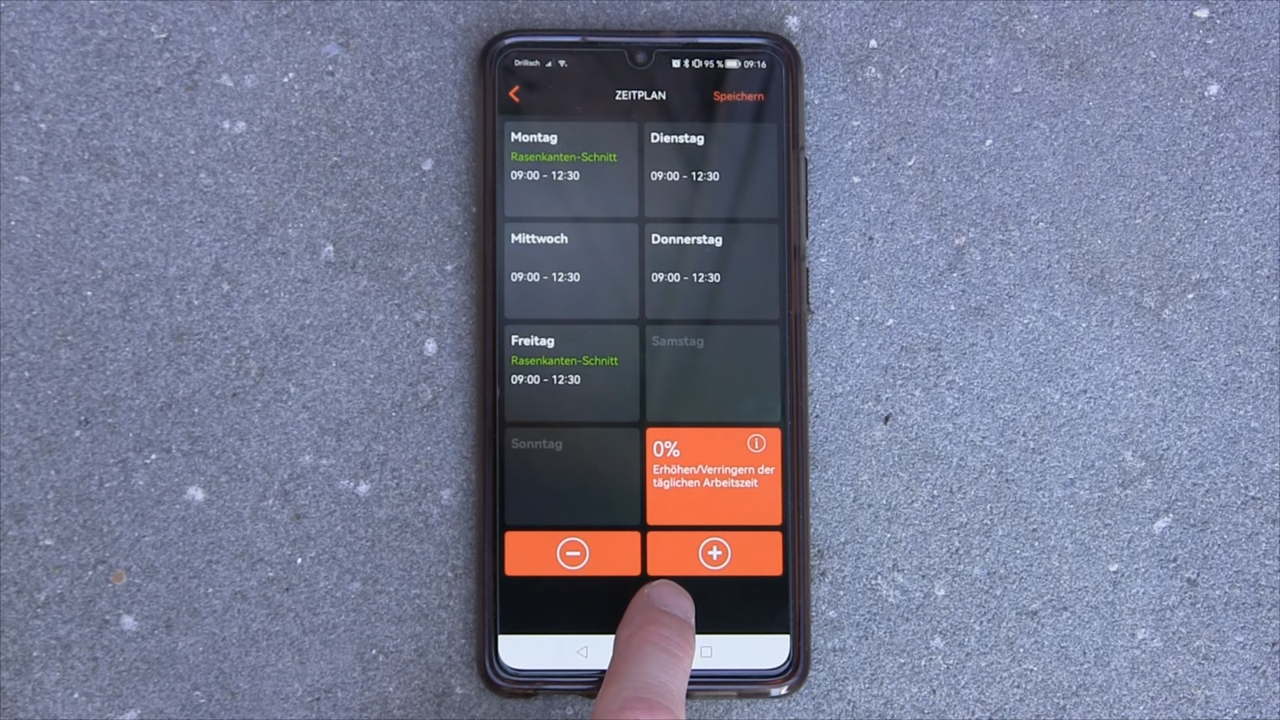 Drillisch 95 % 09:16
ZEITPLAN Speichern
Montag
Rasenkanten-Schnitt
09:00 - 12:30
Dienstag
09:00 - 12:30
Mittwoch
09:00 - 12:30
Donnerstag
09:00 - 12:30
Freitag
Rasenkanten-Schnitt
09:00 - 12:30
Samstag
Sonntag
0%
Erhöhen/Verringern der
täglichen Arbeitszeit